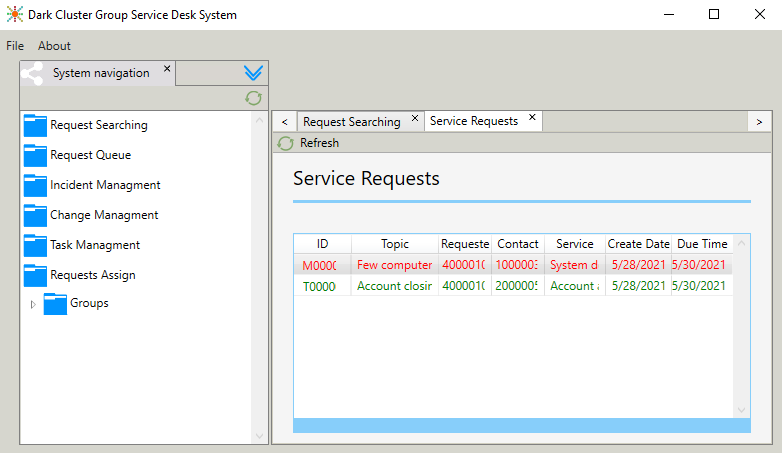 Dark Cluster Group Service Desk System
File About
System navigation
Request Searching
Request Queue
Incident Managment
Change Managment
Task Managment
Requests Assign
Groups
< Request Searching Service Requests >
Refresh
Service Requests
ID Topic Requeste Contact Service Create Date Due Time
M0000 Few computer 4000010 1000003 System d 5/28/2021 5/30/2021
T0000 Account closir 4000010 2000005 Account a 5/28/2021 5/30/2021